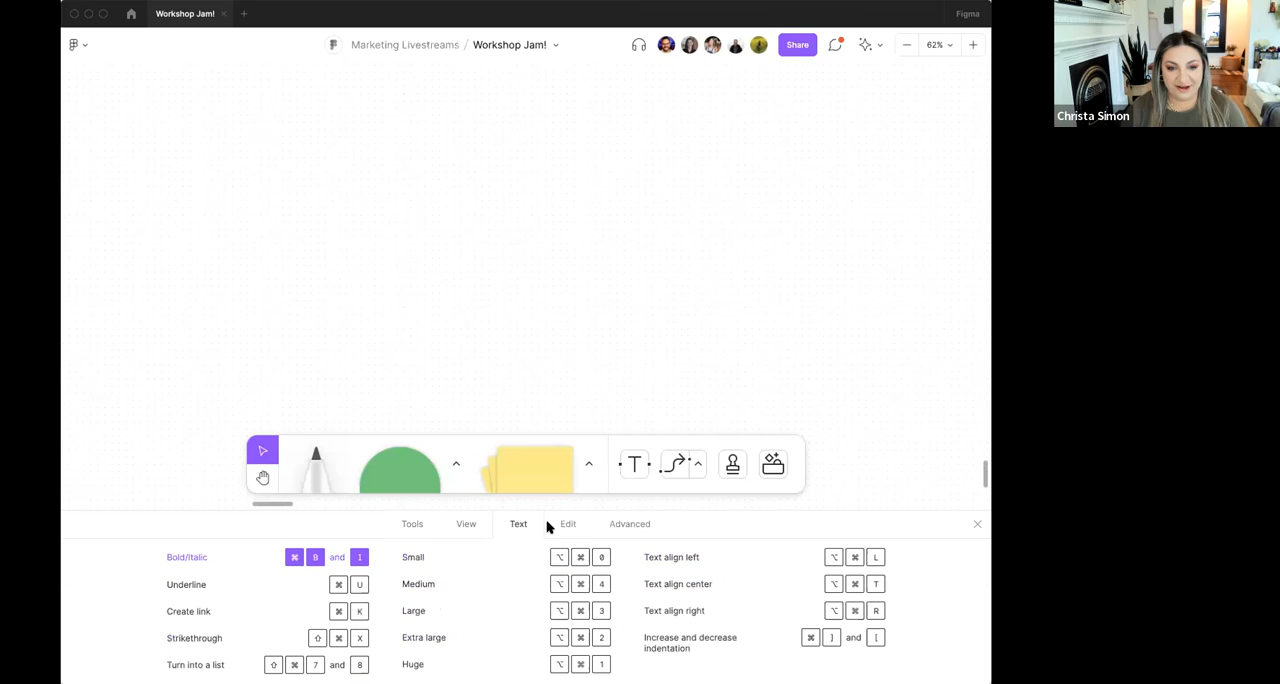 Workshop Jam!
Figma
Marketing Livestreams / Workshop Jam!
Share
62%
Christa Simon
T
Tools View Text Edit Advanced
Bold/Italic ⌘ B and I
Underline ⌘ U
Create link ⌘ K
Strikethrough ⇧ ⌘ X
Turn into a list ⇧ ⌘ 7 and 8
Small ⌥ ⌘ 0
Medium ⌥ ⌘ 4
Large ⌥ ⌘ 3
Extra large ⌥ ⌘ 2
Huge ⌥ ⌘ 1
Text align left ⌥ ⌘ L
Text align center ⌥ ⌘ T
Text align right ⌥ ⌘ R
Increase and decrease ⌘ ] and [
indentation